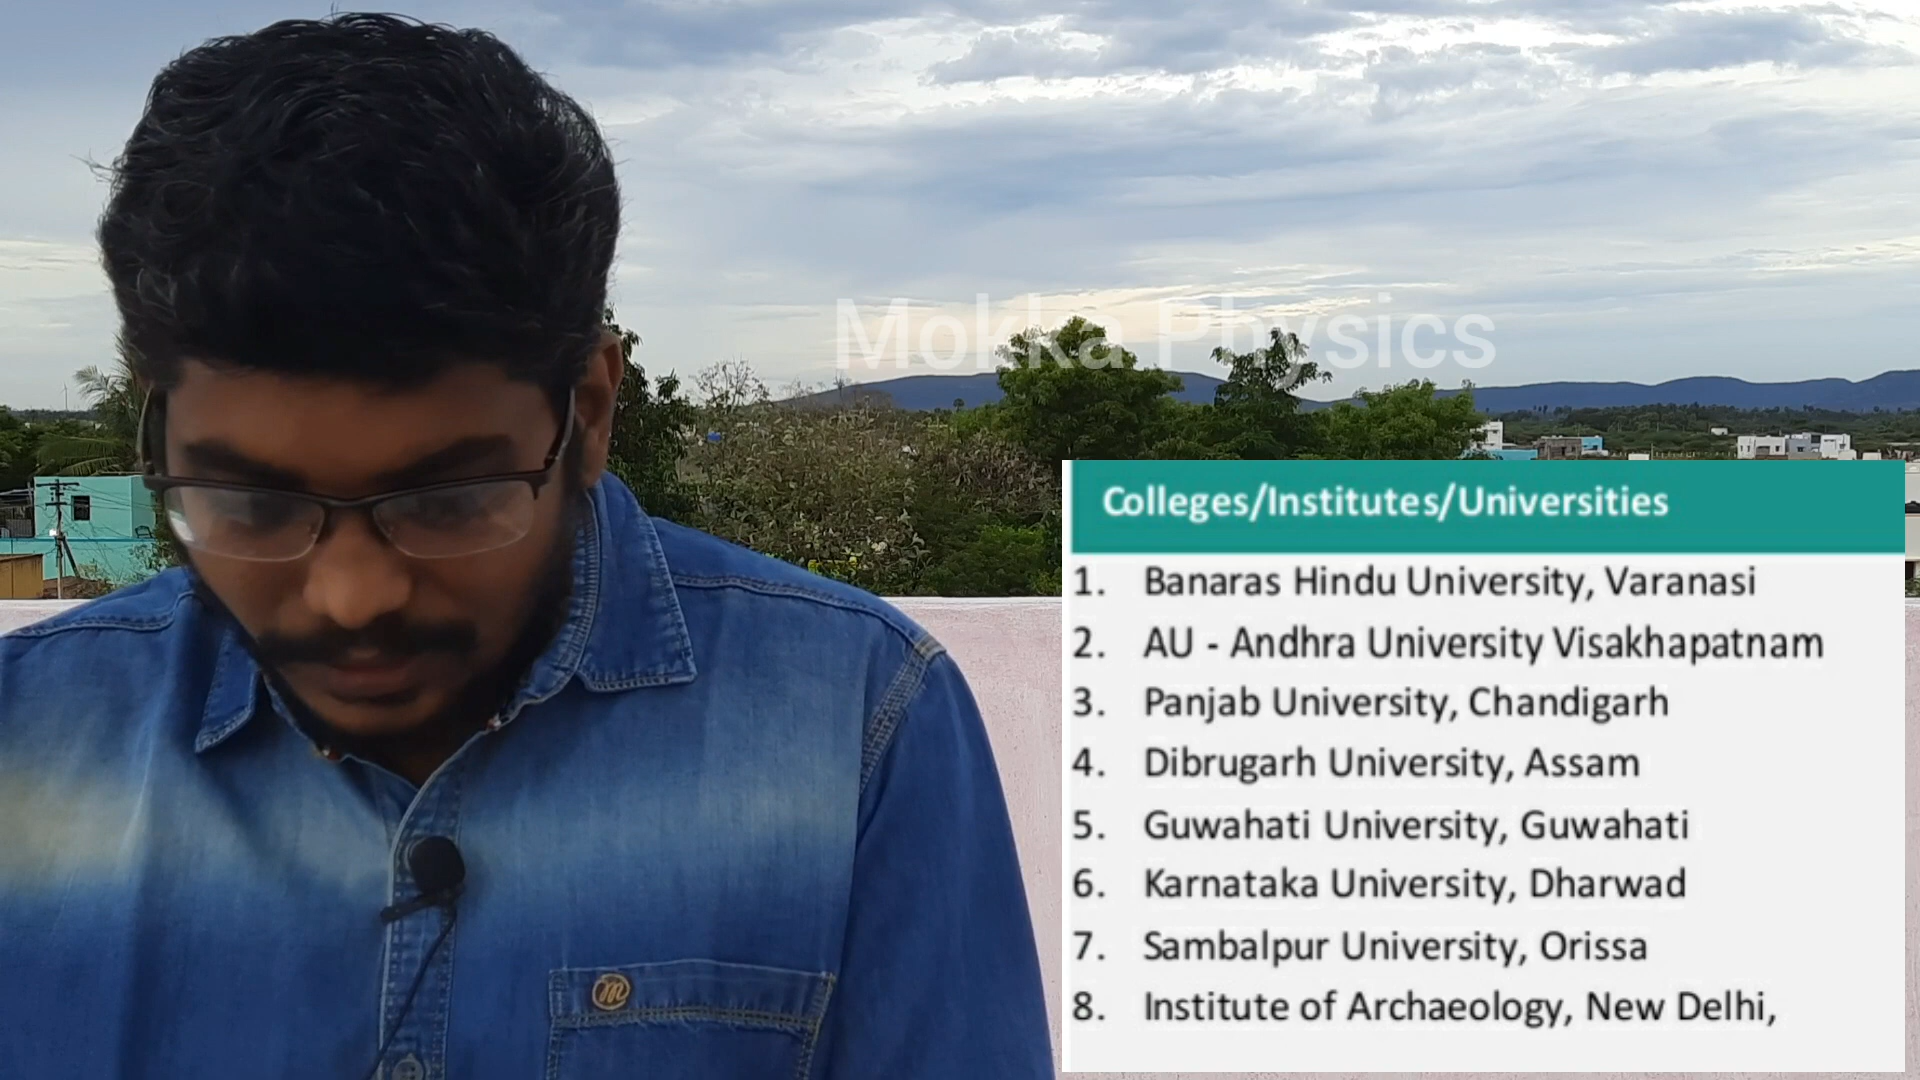 Mokka Physics
Colleges/Institutes/Universities
1. Banaras Hindu University, Varanasi
2. AU - Andhra University Visakhapatnam
3. Panjab University, Chandigarh
4. Dibrugarh University, Assam
5. Guwahati University, Guwahati
6. Karnataka University, Dharwad
7. Sambalpur University, Orissa
8. Institute of Archaeology, New Delhi,
m